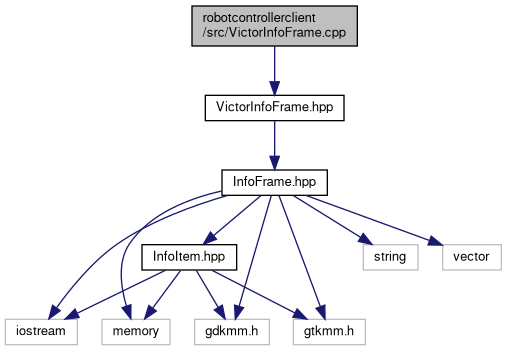 robotcontrollerclient
/src/VictorInfoFrame.cpp
VictorInfoFrame.hpp
InfoFrame.hpp
InfoItem.hpp
string
vector
iostream
memory
gdkmm.h
gtkmm.h